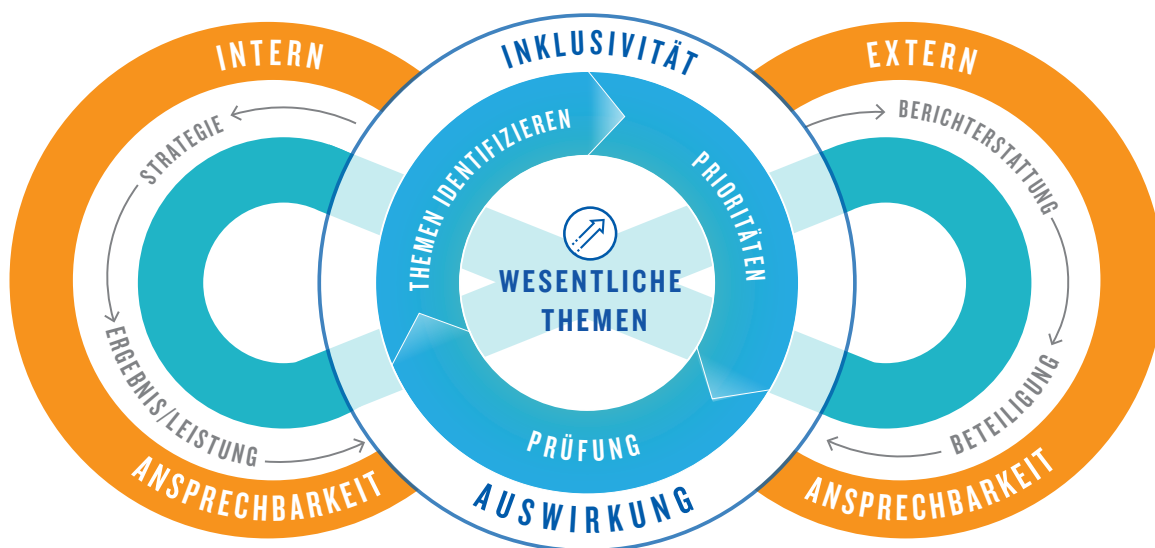 INTERN
STRATEGIE
ERGEBNIS/LEISTUNG
ANSPRECHBARKEIT
INKLUSIVITÄT
THEMEN IDENTIFIZIEREN
PRIORITÄTEN
WESENTLICHE
THEMEN
PRÜFUNG
AUSWIRKUNG
EXTERN
BERICHTERSTATTUNG
BETEILIGUNG
ANSPRECHBARKEIT